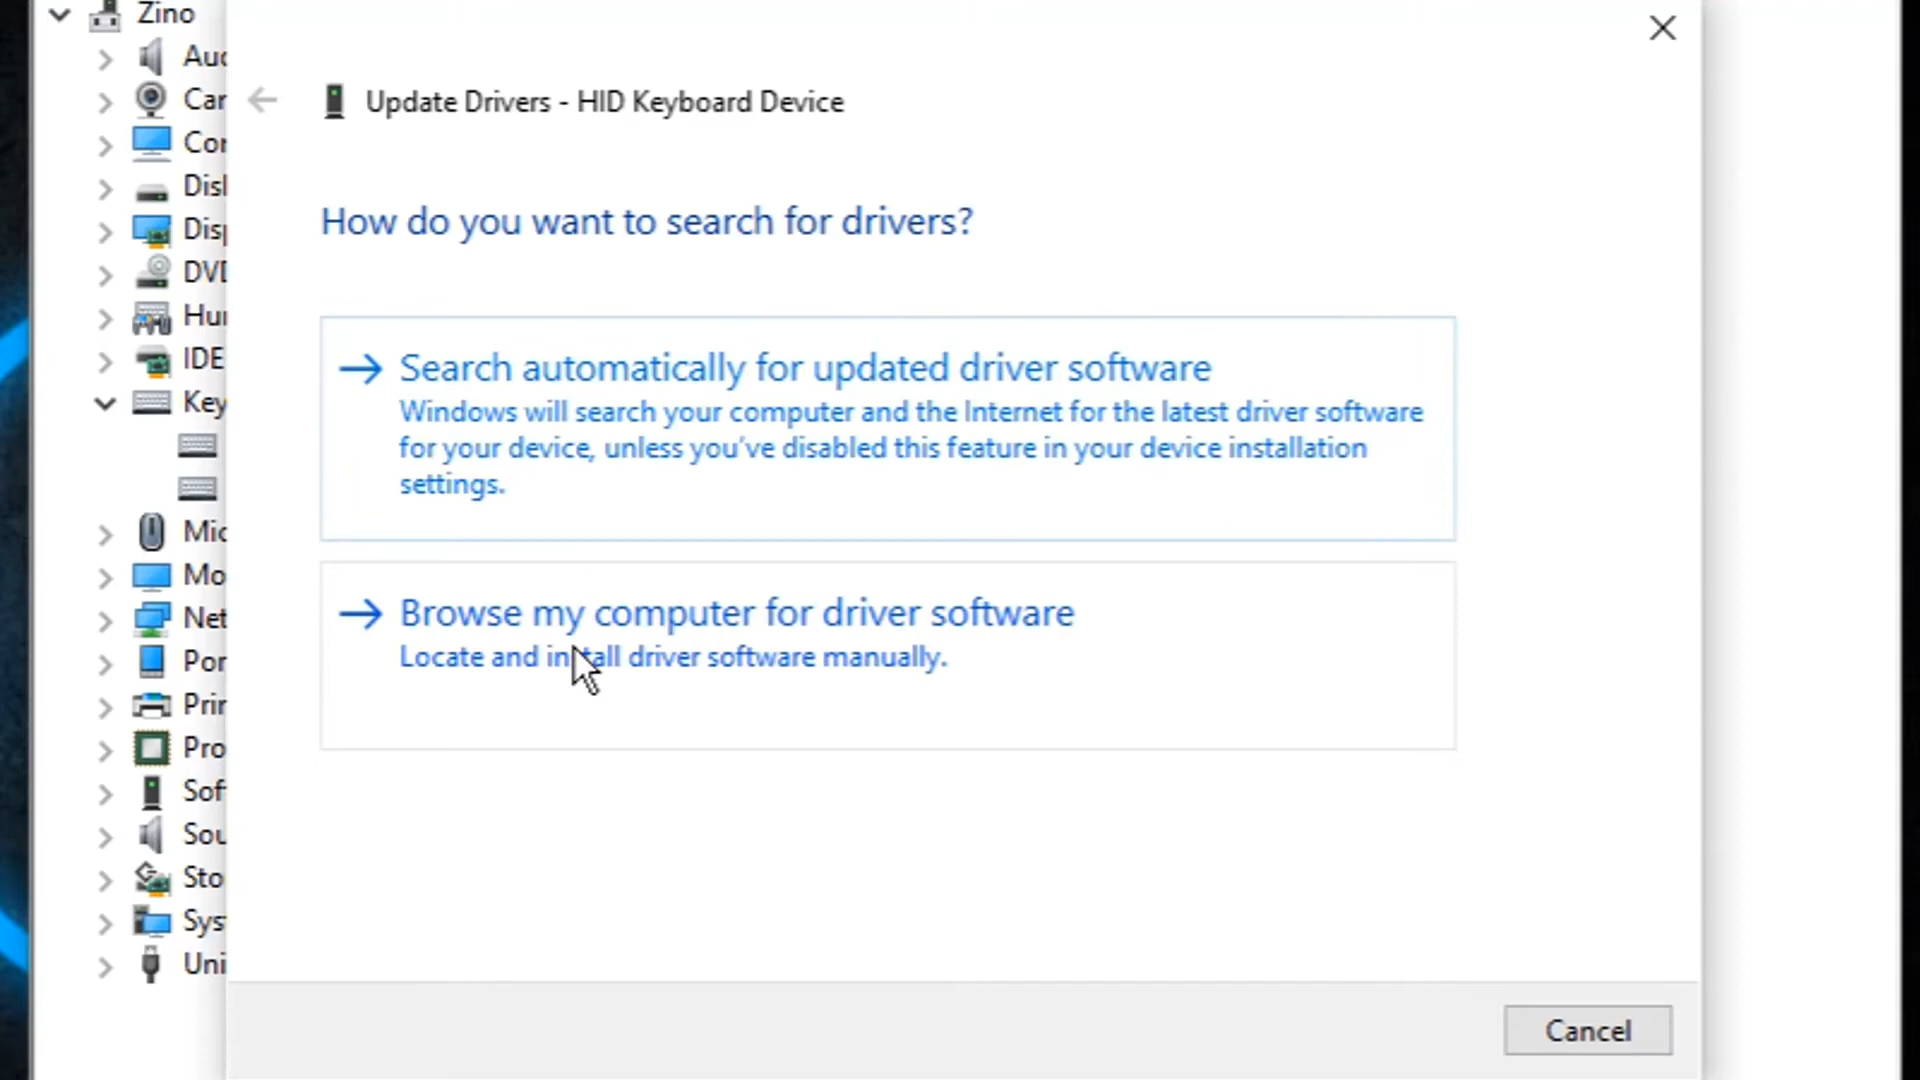 Zino
Aud
Car
Cor
Disl
Disp
DVD
Hur
IDE
Key
Mic
Mo
Net
Por
Prin
Pro
Sof
Sou
Sto
Sys
Uni
Update Drivers - HID Keyboard Device
How do you want to search for drivers?
Search automatically for updated driver software
Windows will search your computer and the Internet for the latest driver software
for your device, unless you've disabled this feature in your device installation
settings.
Browse my computer for driver software
Locate and install driver software manually.
Cancel